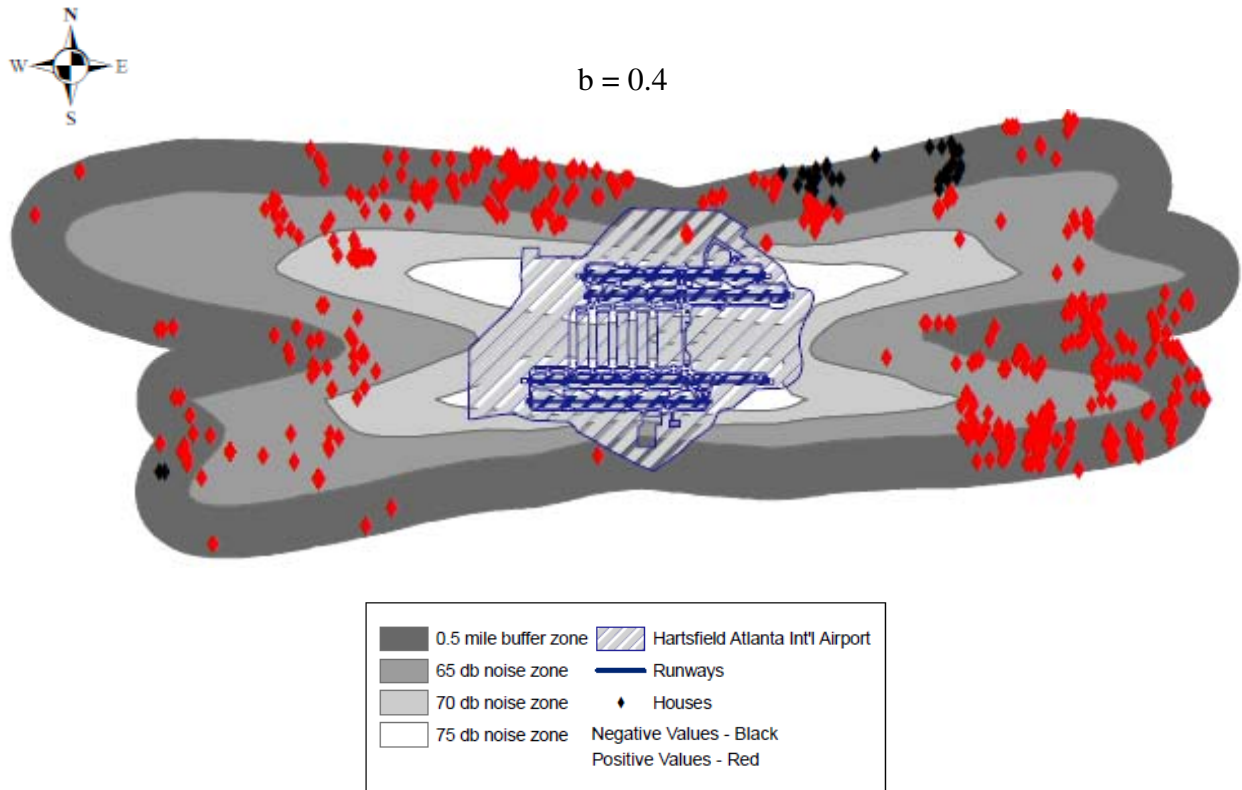 N
W E
S
b = 0.4
0.5 mile buffer zone
65 db noise zone
70 db noise zone
75 db noise zone
Hartsfield Atlanta Int'l Airport
Runways
Houses
Negative Values - Black
Positive Values - Red